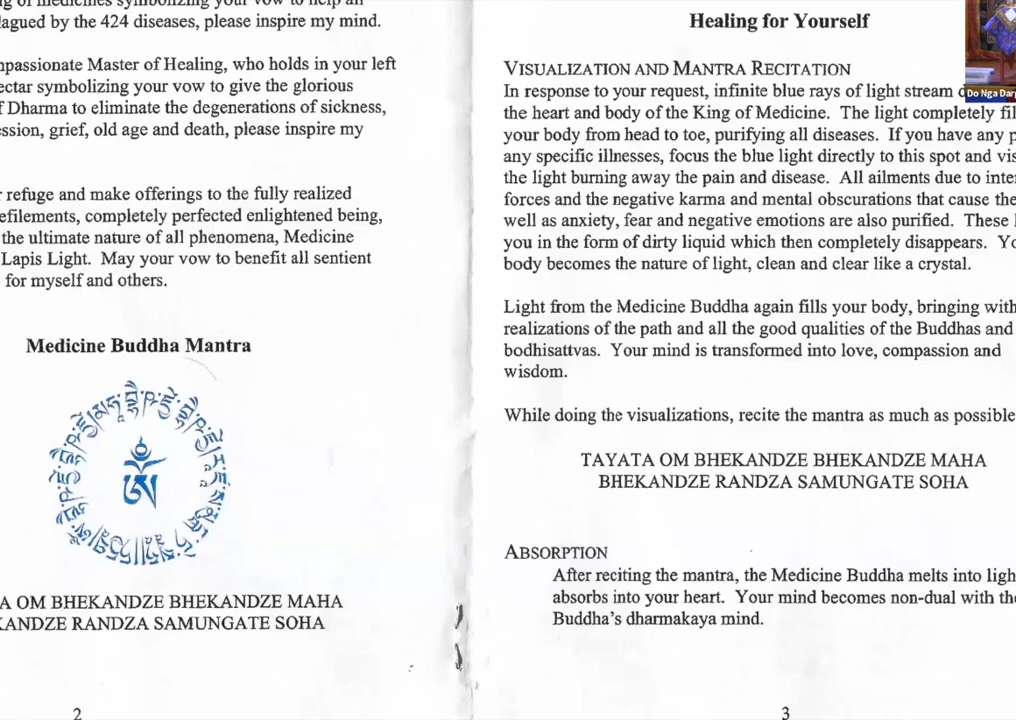 lagued by the 424 diseases, please inspire my mind.
passionate Master of Healing, who holds in your left
ectar symbolizing your vow to give the glorious
f Dharma to eliminate the degenerations of sickness,
ssion, grief, old age and death, please inspire my
refuge and make offerings to the fully realized
efilements, completely perfected enlightened being,
the ultimate nature of all phenomena, Medicine
Lapis Light. May your vow to benefit all sentient
for myself and others.
Medicine Buddha Mantra
ༀ
A OM BHEKANDZE BHEKANDZE MAHA
KANDZE RANDZA SAMUNGATE SOHA
2
Healing for Yourself
VISUALIZATION AND MANTRA RECITATION
In response to your request, infinite blue rays of light stream
the heart and body of the King of Medicine. The light completely fil
your body from head to toe, purifying all diseases. If you have any p
any specific illnesses, focus the blue light directly to this spot and vis
the light burning away the pain and disease. All ailments due to inte
forces and the negative karma and mental obscurations that cause the
well as anxiety, fear and negative emotions are also purified. These
you in the form of dirty liquid which then completely disappears. Yo
body becomes the nature of light, clean and clear like a crystal.
Light from the Medicine Buddha again fills your body, bringing with
realizations of the path and all the good qualities of the Buddhas and
bodhisattvas. Your mind is transformed into love, compassion and
wisdom.
While doing the visualizations, recite the mantra as much as possible
TAYATA OM BHEKANDZE BHEKANDZE MAHA
BHEKANDZE RANDZA SAMUNGATE SOHA
ABSORPTION
After reciting the mantra, the Medicine Buddha melts into ligh
absorbs into your heart. Your mind becomes non-dual with the
Buddha's dharmakaya mind.
3
Do Nga Dar